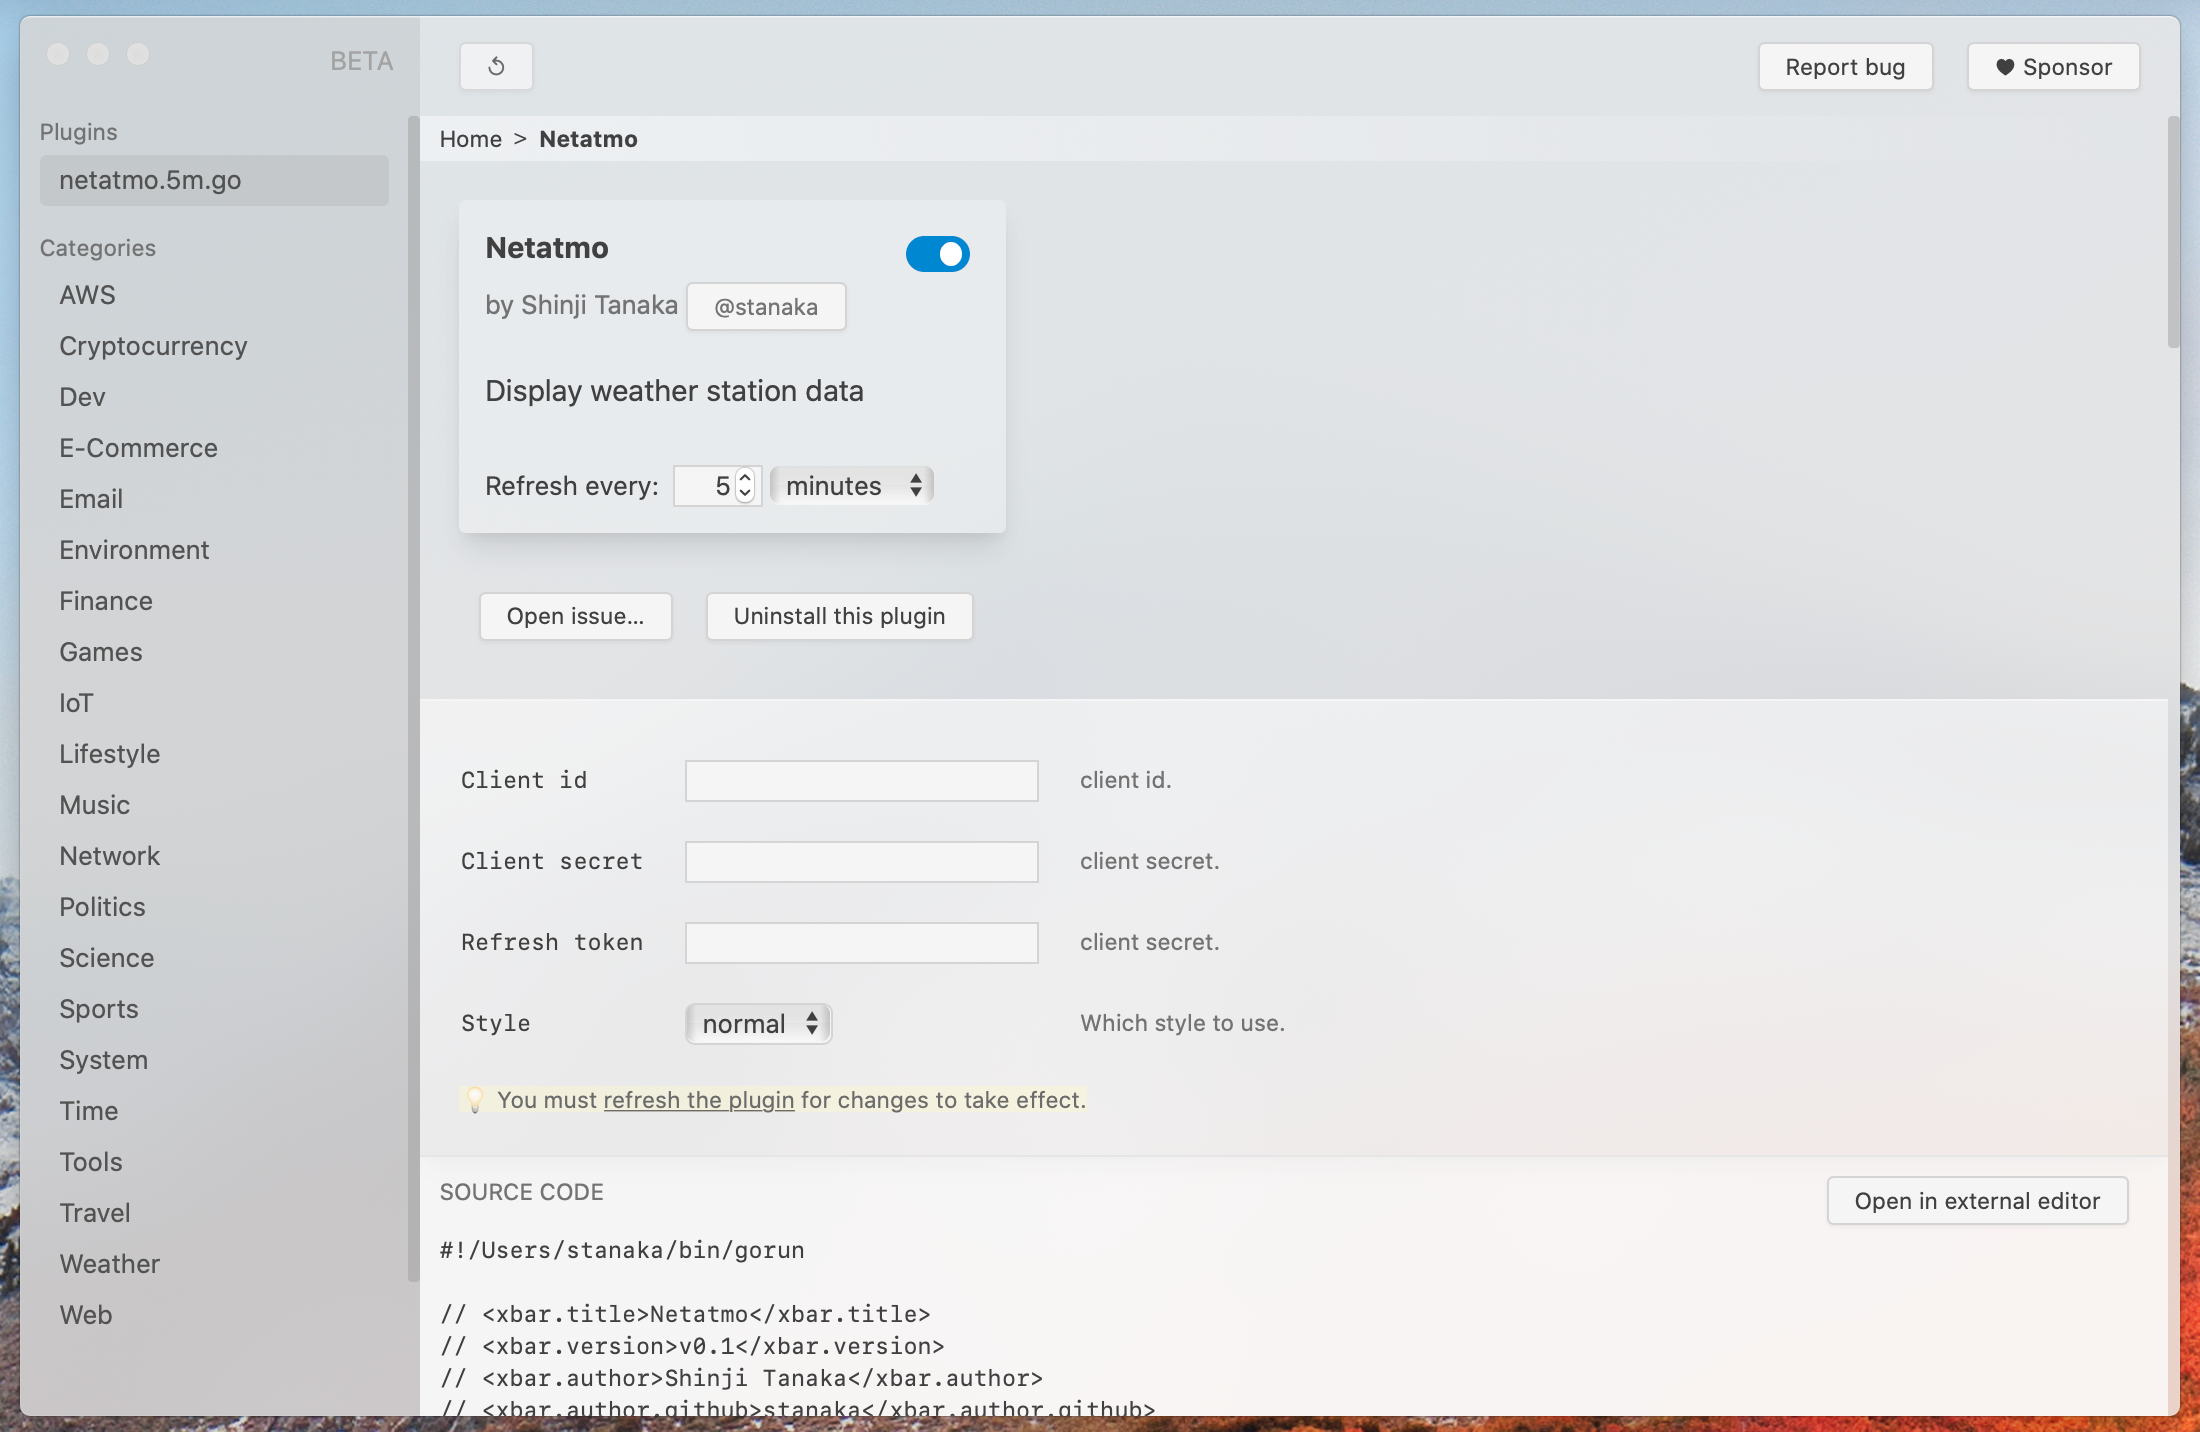 BETA
Report bug
Sponsor
Plugins
netatmo.5m.go
Categories
AWS
Cryptocurrency
Dev
E-Commerce
Email
Environment
Finance
Games
IoT
Lifestyle
Music
Network
Politics
Science
Sports
System
Time
Tools
Travel
Weather
Web
Home > Netatmo
Netatmo
by Shinji Tanaka @stanaka
Display weather station data
Refresh every: 5 minutes
Open issue...
Uninstall this plugin
Client id client id.
Client secret client secret.
Refresh token client secret.
Style normal Which style to use.
💡 You must refresh the plugin for changes to take effect.
SOURCE CODE
Open in external editor
#!/Users/stanaka/bin/gorun
// <xbar.title>Netatmo</xbar.title>
// <xbar.version>v0.1</xbar.version>
// <xbar.author>Shinji Tanaka</xbar.author>
// <xbar.author.github>stanaka</xbar.author.github>